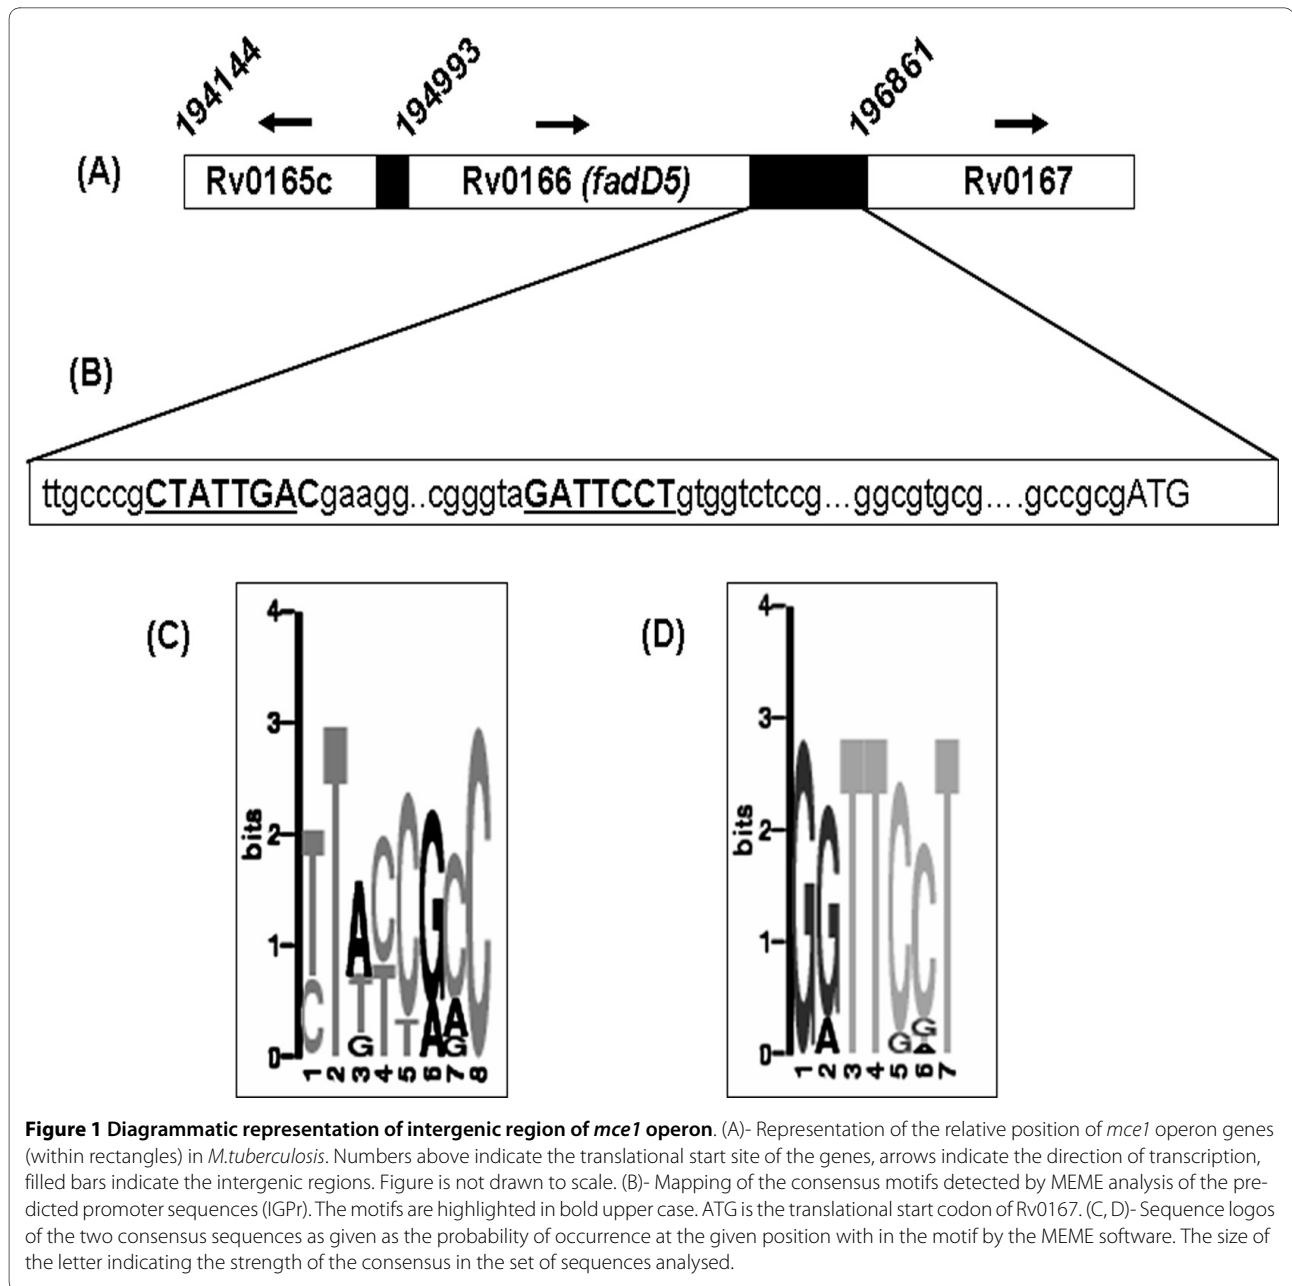 194144
194993
196861
(A)
Rv0165c
Rv0166 (fadD5)
Rv0167
(B)
ttgcccgCTATTGACgaagg..cgggtaGATTCCTgtggtctccg...ggcgtgcg....gccgcgATG
(C)
4
3
2
1
0
bits
T C
T
A T G
C T
C T
G A
C A G
C
1 2 3 4 5 6 7 8
(D)
4
3
2
1
0
bits
G
G A
T
T
C G
C G A
T
1 2 3 4 5 6 7
Figure 1 Diagrammatic representation of intergenic region of mce1 operon. (A)- Representation of the relative position of mce1 operon genes
(within rectangles) in M.tuberculosis. Numbers above indicate the translational start site of the genes, arrows indicate the direction of transcription,
filled bars indicate the intergenic regions. Figure is not drawn to scale. (B)- Mapping of the consensus motifs detected by MEME analysis of the pre-
dicted promoter sequences (IGPr). The motifs are highlighted in bold upper case. ATG is the translational start codon of Rv0167. (C, D)- Sequence logos
of the two consensus sequences as given as the probability of occurrence at the given position with in the motif by the MEME software. The size of
the letter indicating the strength of the consensus in the set of sequences analysed.